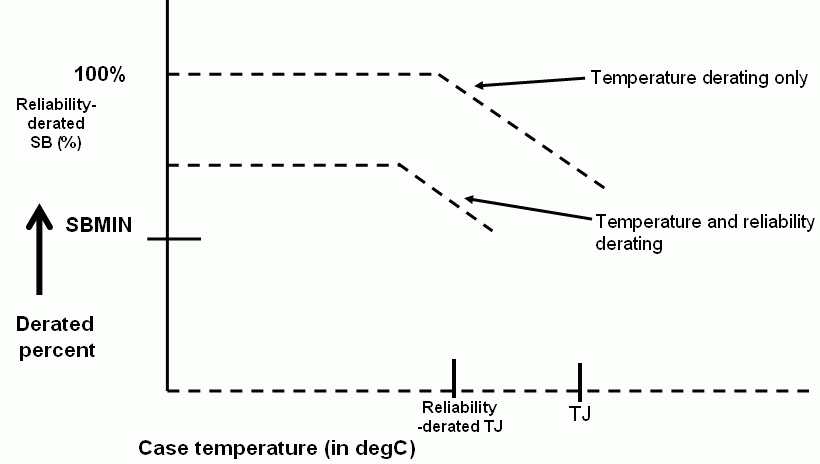 100%
Temperature derating only
Reliability-
derated
SB (%)
SBMIN
Temperature and reliability
derating
Derated
percent
Reliability
-derated TJ
TJ
Case temperature (in degC)